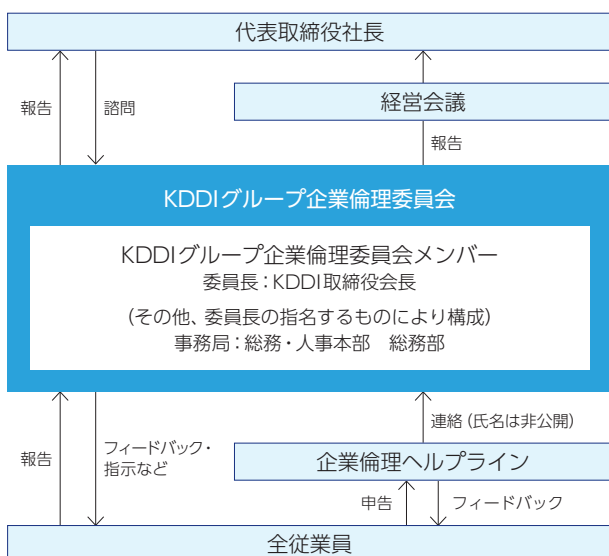 代表取締役社長
報告
諮問
経営会議
報告
KDDIグループ企業倫理委員会
KDDIグループ企業倫理委員会メンバー
委員長：KDDI取締役会長
(その他、委員長の指名するものにより構成)
事務局：総務・人事本部　総務部
報告
フィードバック・
指示など
連絡 (氏名は非公開)
企業倫理ヘルプライン
申告
フィードバック
全従業員